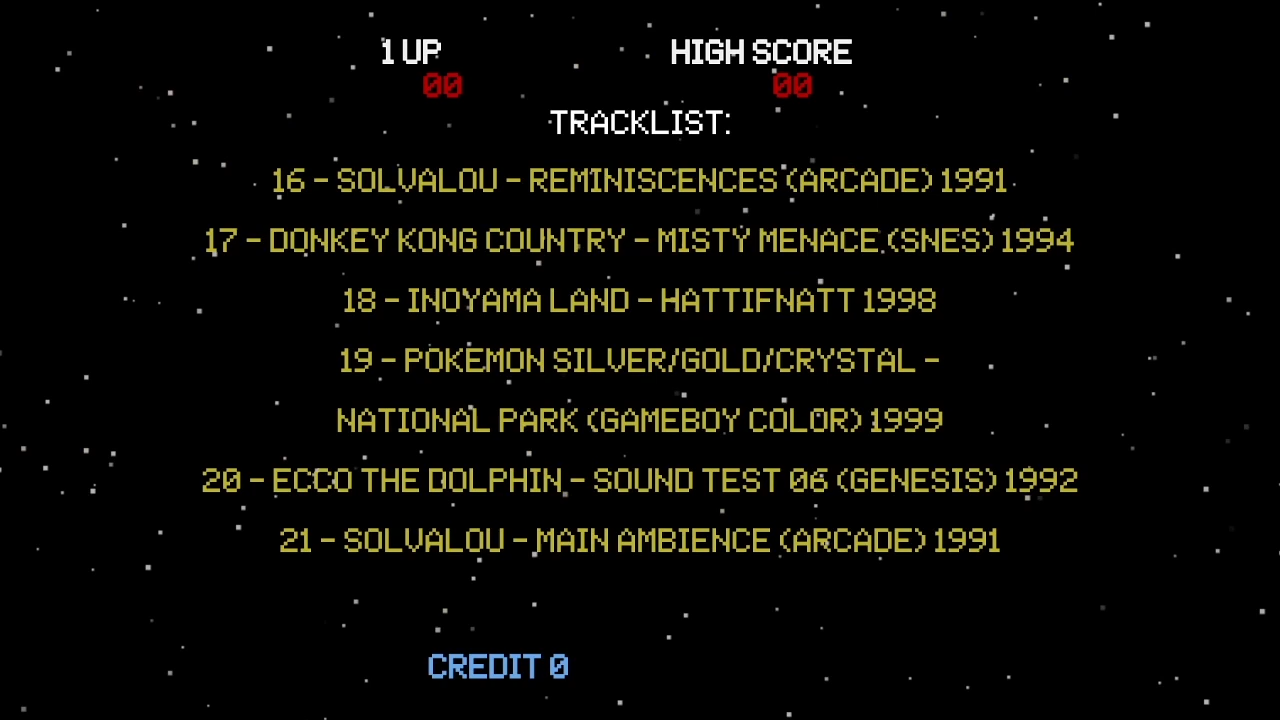 1 UP HIGH SCORE
00 00
TRACKLIST:
16 - SOLVALOU - REMINISCENCES (ARCADE) 1991
17 - DONKEY KONG COUNTRY - MISTY MENACE (SNES) 1994
18 - INOYAMA LAND - HATTIFNATT 1998
19 - POKEMON SILVER/GOLD/CRYSTAL -
NATIONAL PARK (GAMEBOY COLOR) 1999
20 - ECCO THE DOLPHIN - SOUND TEST 06 (GENESIS) 1992
21 - SOLVALOU - MAIN AMBIENCE (ARCADE) 1991
CREDIT 0